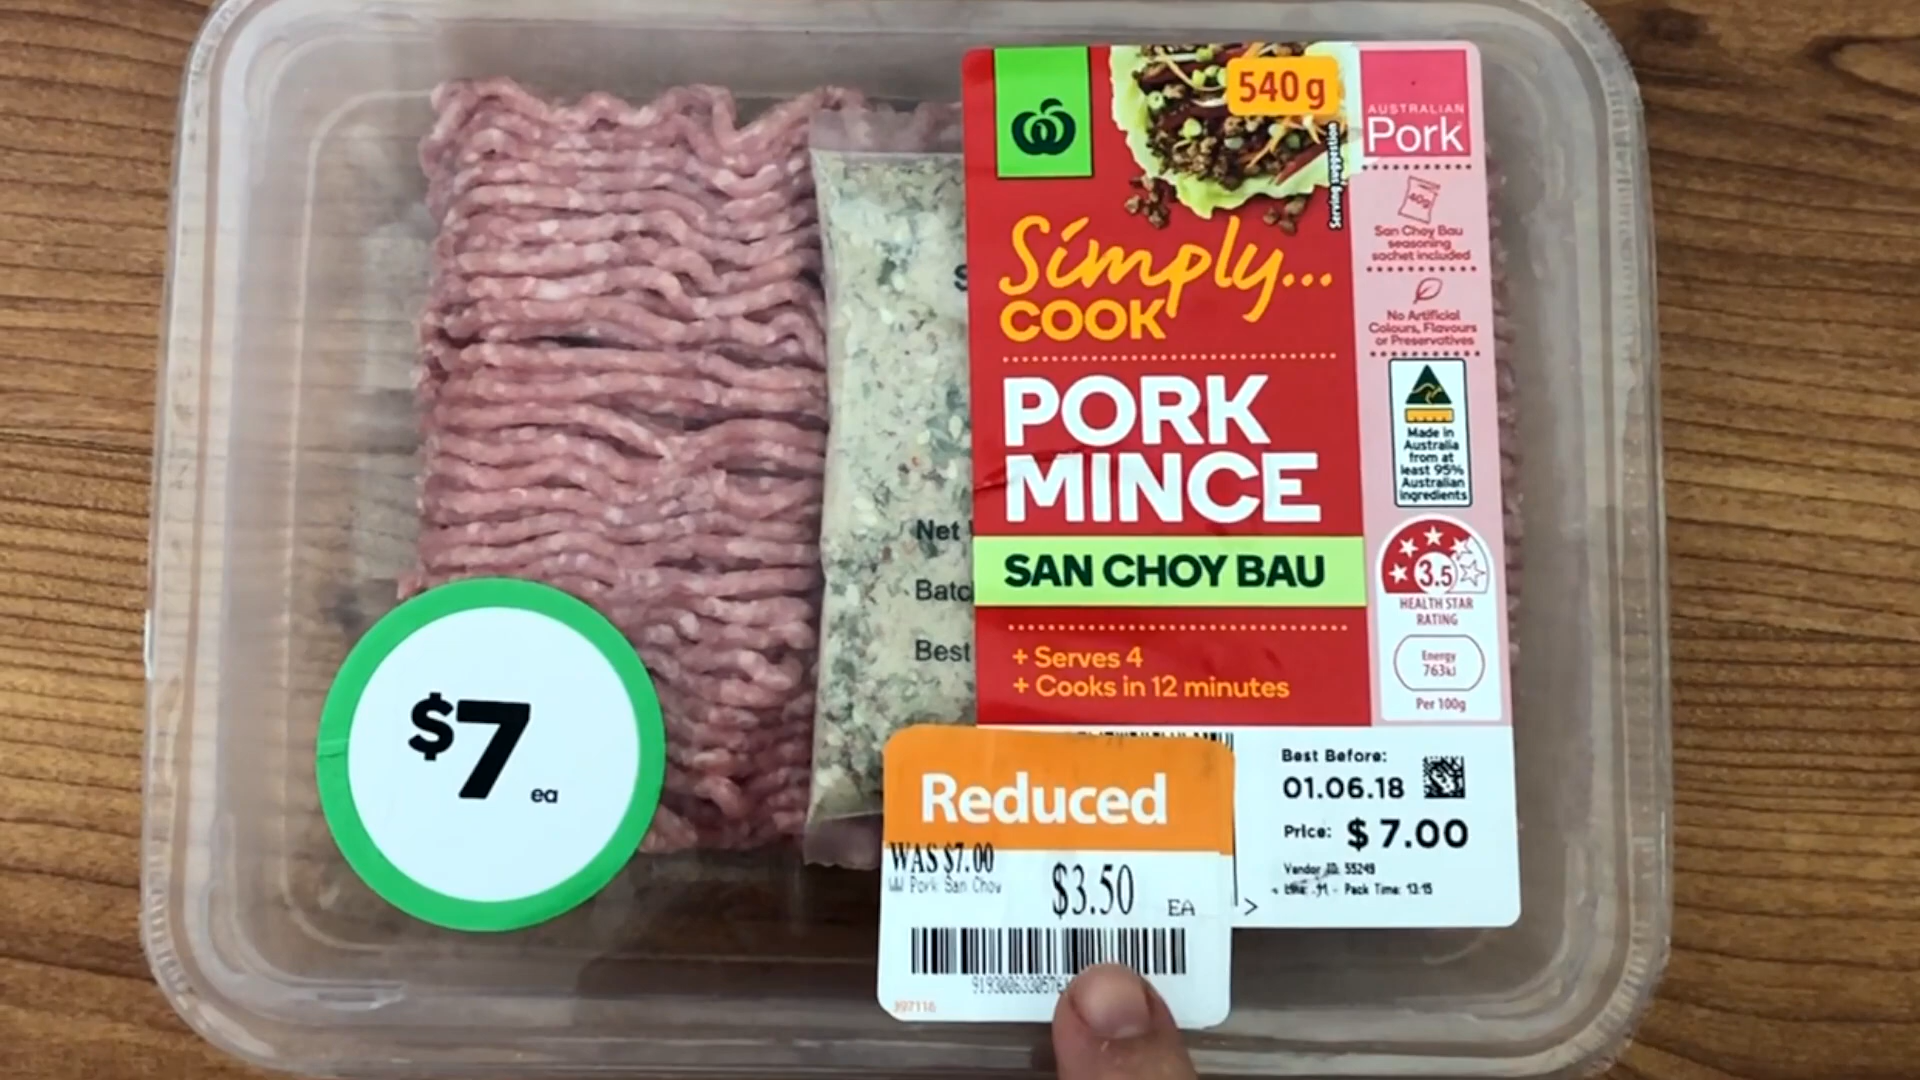 540g
Serving suggestion
AUSTRALIAN
Pork
40g
San Choy Bau
seasoning
sachet included
No Artificial
Colours, Flavours
or Preservatives
Made in
Australia
from at
least 95%
Australian
ingredients
3.5
HEALTH STAR
RATING
Energy
763kJ
Per 100g
Simply...
COOK
PORK
MINCE
SAN CHOY BAU
+ Serves 4
+ Cooks in 12 minutes
S
Net
Batc
Best
$7 ea
Reduced
WAS $7.00
WW Pork San Choy
$3.50 EA
>
Best Before:
01.06.18
Price: $ 7.00
Vendor ID: 55249
Pack Time: 13:15